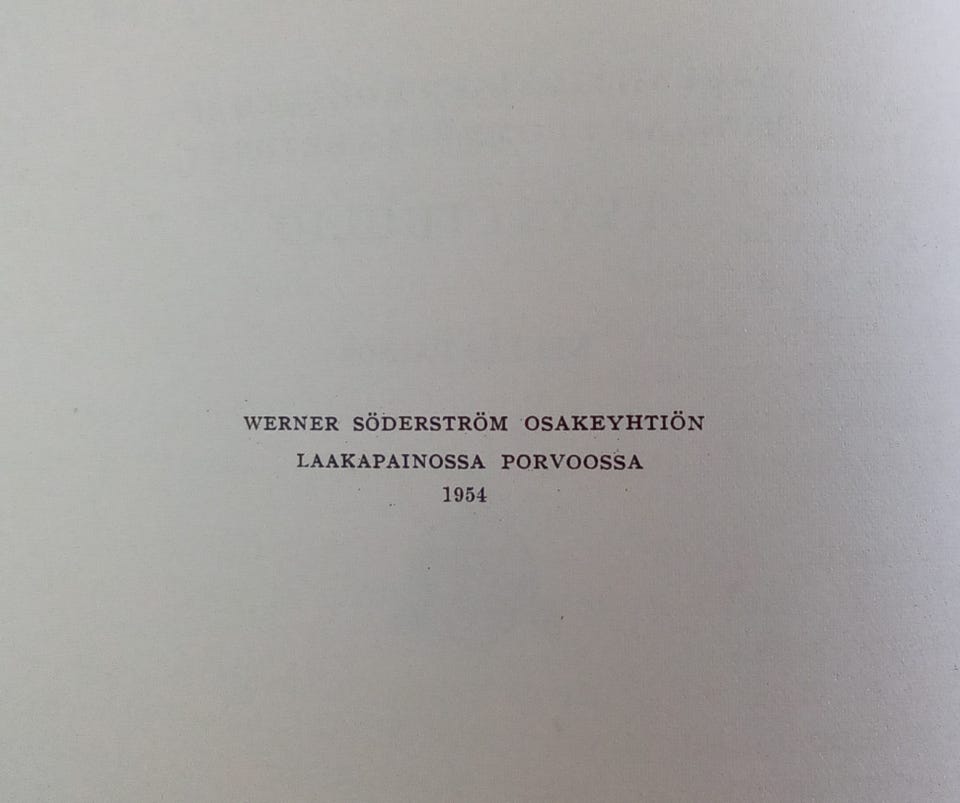 WERNER SÖDERSTRÖM OSAKEYHTIÖN
LAAKAPAINOSSA PORVOOSSA
1954